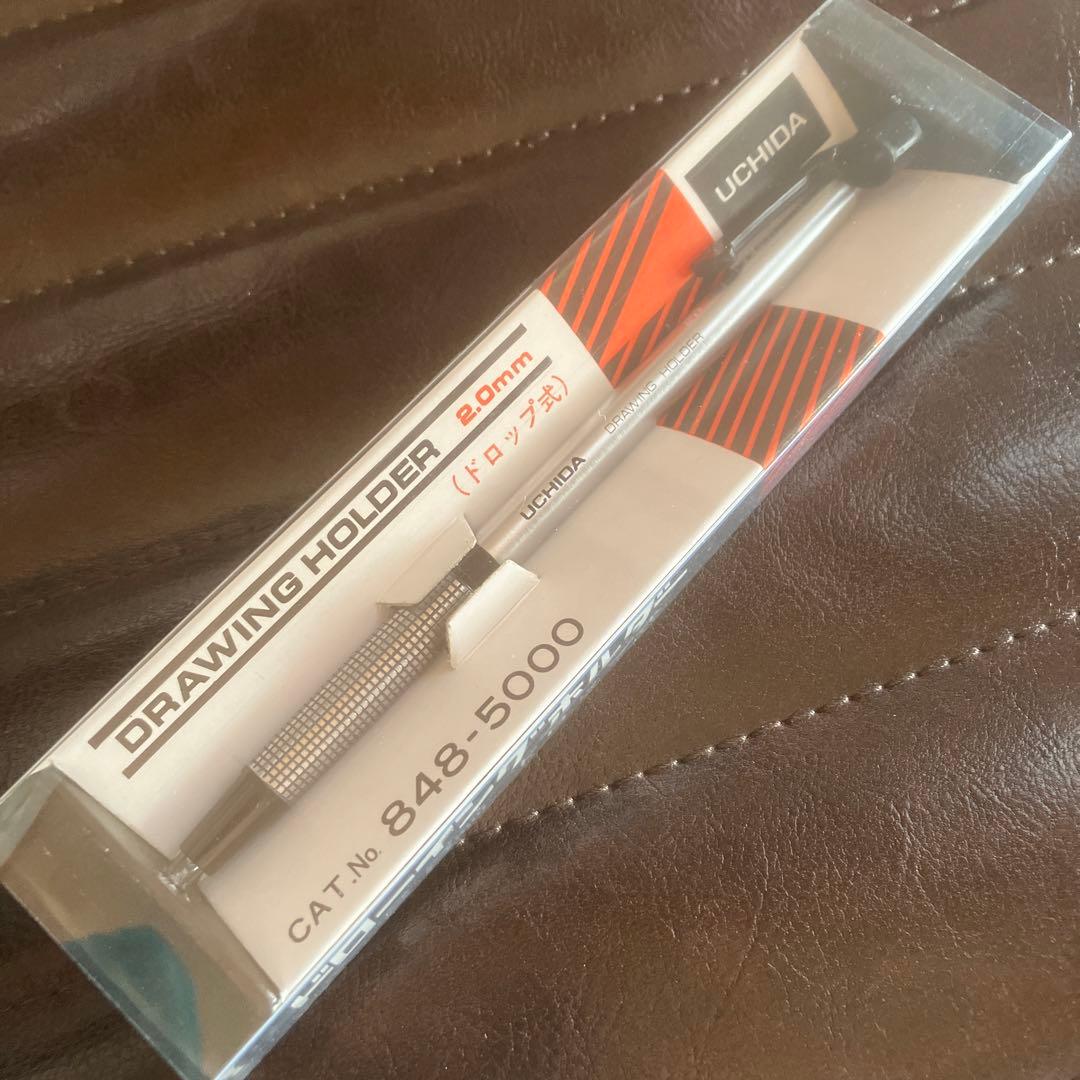 UCHIDA
DRAWING HOLDER 2.0mm
(ドロップ式)
UCHIDA DRAWING HOLDER
CAT.No. 848-5000